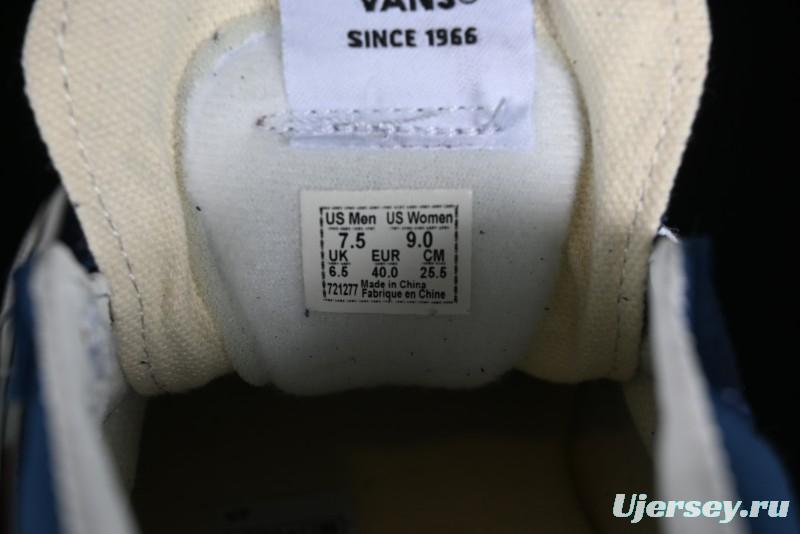 VANS®
SINCE 1966
US Men US Women
7.5 9.0
UK EUR CM
6.5 40.0 25.5
721277 Made in China
Fabrique en Chine
Ujersey.ru